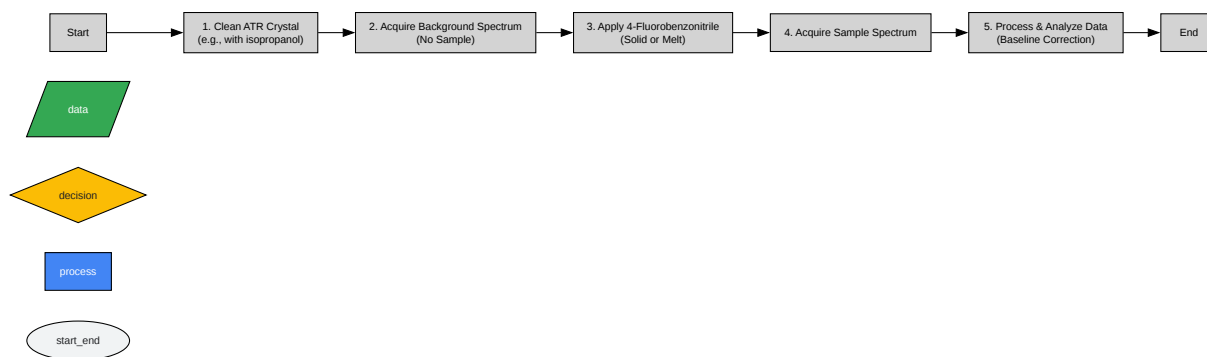 Start
1. Clean ATR Crystal
(e.g., with isopropanol)
2. Acquire Background Spectrum
(No Sample)
3. Apply 4-Fluorobenzonitrile
(Solid or Melt)
4. Acquire Sample Spectrum
5. Process & Analyze Data
(Baseline Correction)
End
data
decision
process
start_end